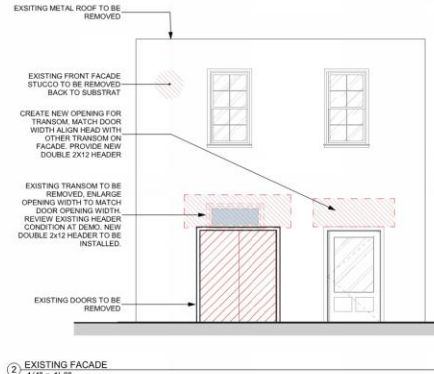 EXSITING METAL ROOF TO BE
REMOVED
EXISTING FRONT FACADE
STUCCO TO BE REMOVED
BACK TO SUBSTRAT
CREATE NEW OPENING FOR
TRANSOM, MATCH DOOR
WIDTH ALIGN HEAD WITH
OTHER TRANSOM ON
FACADE. PROVIDE NEW
DOUBLE 2X12 HEADER
EXISTING TRANSOM TO BE
REMOVED, ENLARGE
OPENING WIDTH TO MATCH
DOOR OPENING WIDTH.
REVIEW EXISTING HEADER
CONDITION AT DEMO. NEW
DOUBLE 2x12 HEADER TO BE
INSTALLED.
EXISTING DOORS TO BE
REMOVED
2 EXISTING FACADE